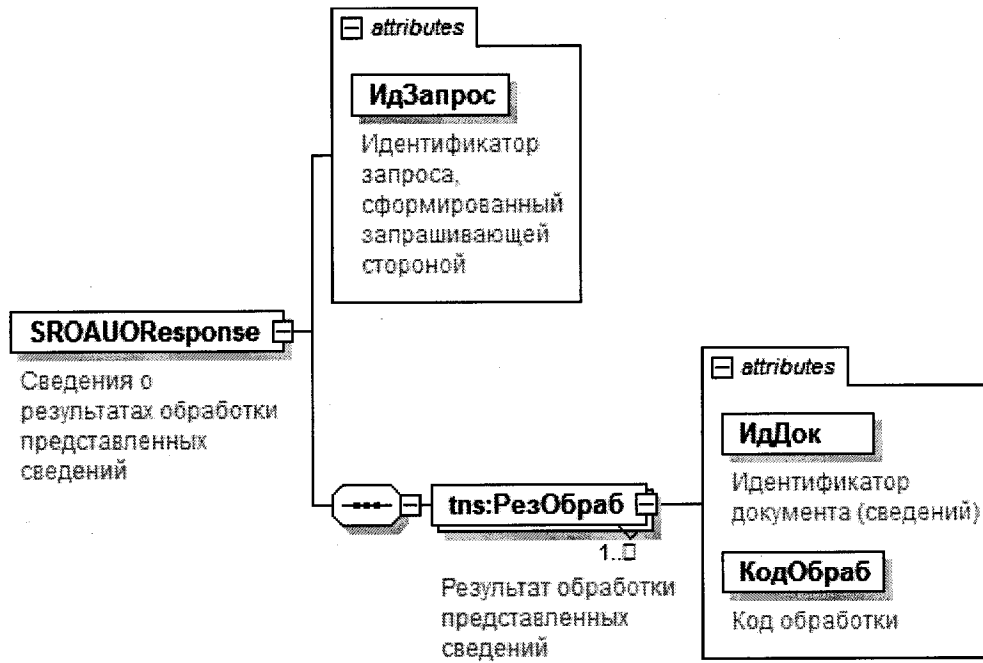 attributes
ИдЗапрос
Идентификатор
запроса,
сформированный
запрашивающей
стороной
SROAUOResponse
Сведения о
результатах обработки
представленных
сведений
tns:РезОбраб
Результат обработки
представленных
сведений
attributes
ИдДок
Идентификатор
документа (сведений)
КодОбраб
Код обработки